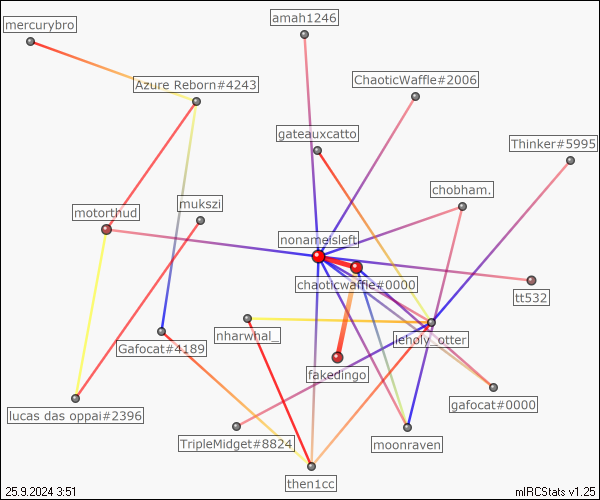 amah1246
mercurybro
ChaoticWaffle#2006
Azure Reborn#4243
gateauxcatto
Thinker#5995
chobham.
mukszi
motorthud
nonameisleft
chaoticwaffle#0000
tt532
nharwhal_
leholy_otter
Gafocat#4189
fakedingo
gafocat#0000
lucas das oppai#2396
TripleMidget#8824
moonraven
then1cc
25.9.2024 3:51
mIRCStats v1.25